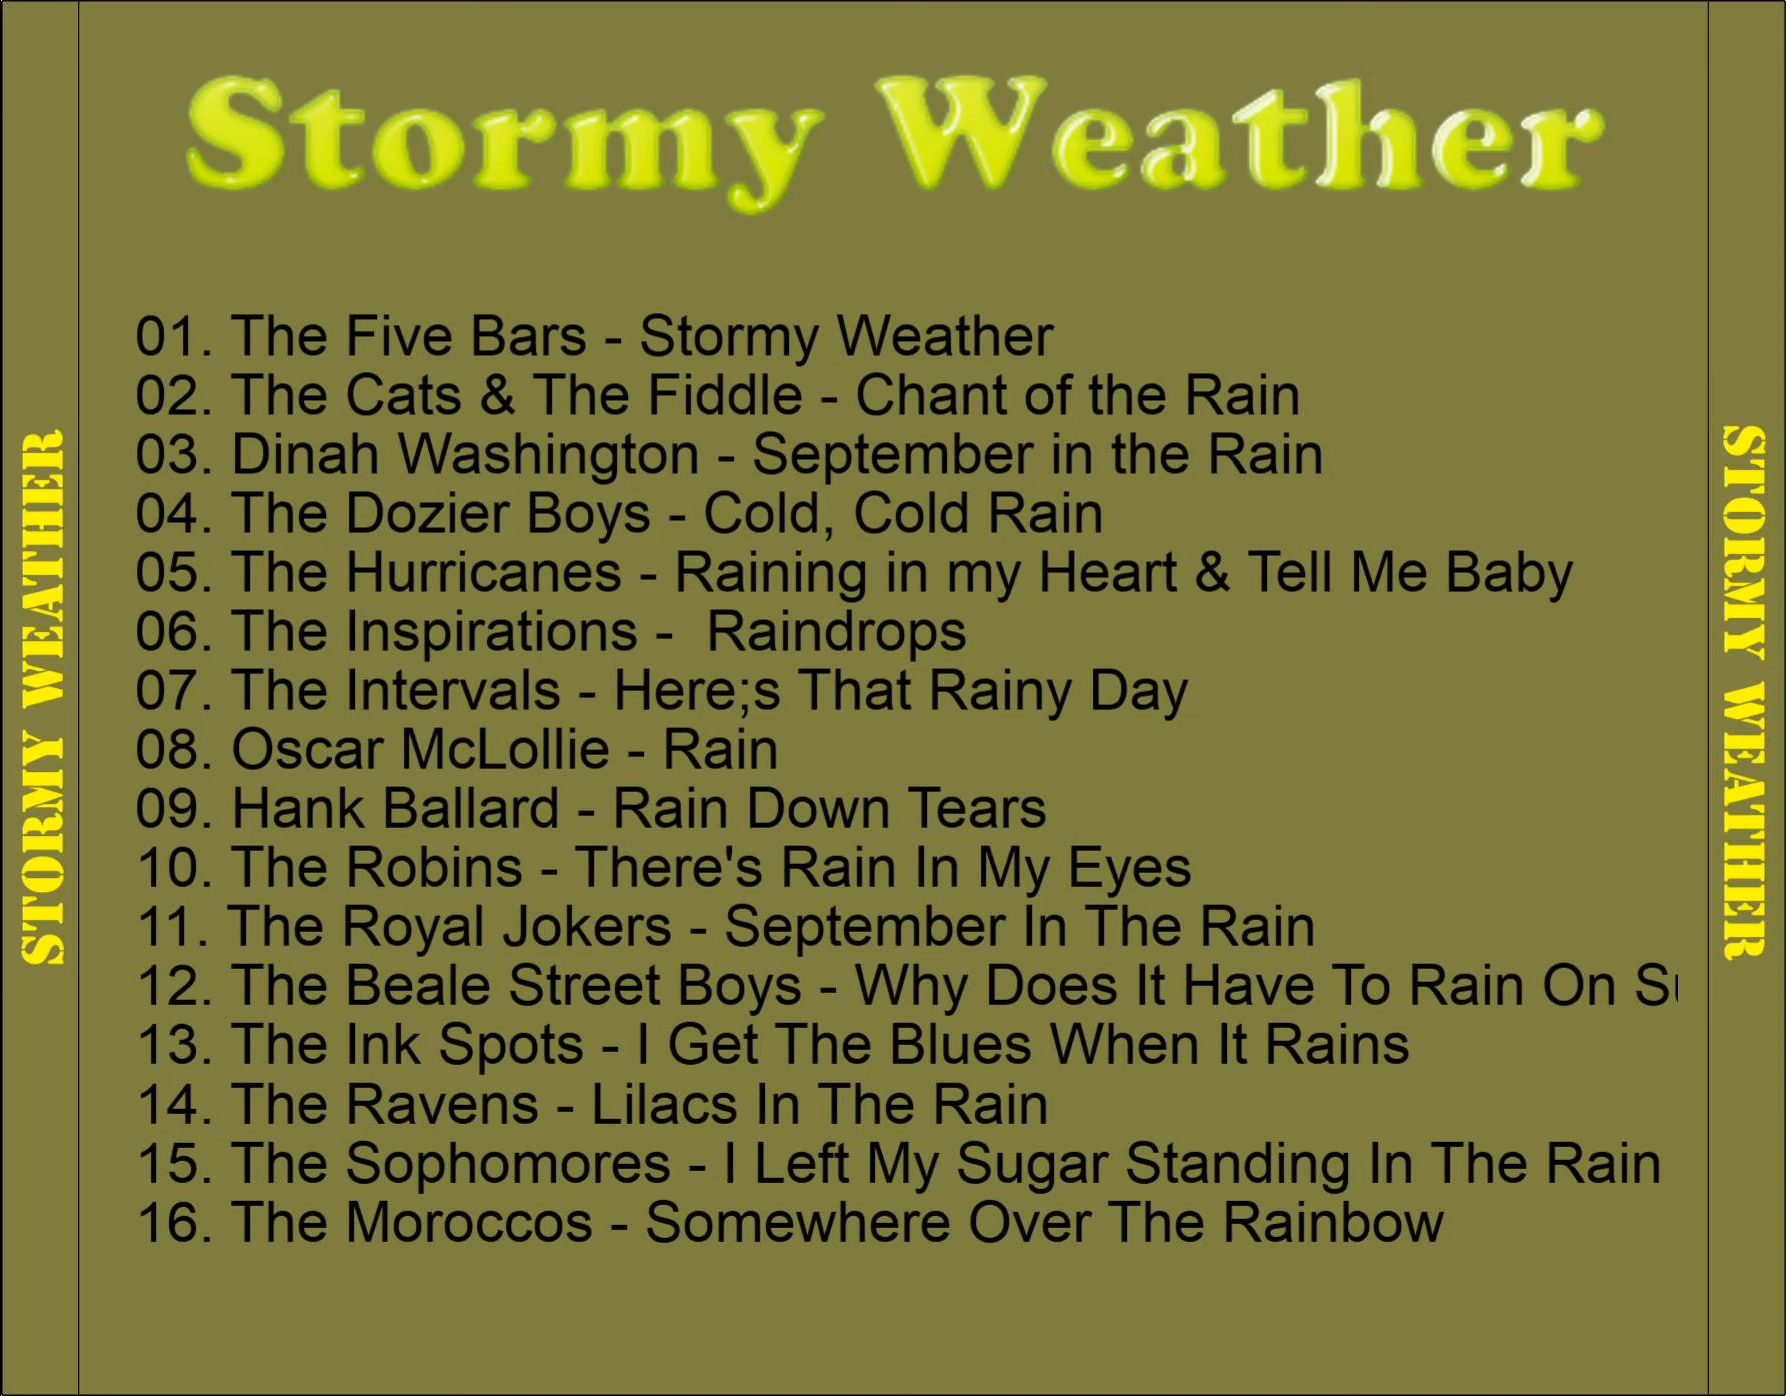 Stormy Weather
01. The Five Bars - Stormy Weather
02. The Cats & The Fiddle - Chant of the Rain
03. Dinah Washington - September in the Rain
04. The Dozier Boys - Cold, Cold Rain
05. The Hurricanes - Raining in my Heart & Tell Me Baby
06. The Inspirations -  Raindrops
07. The Intervals - Here;s That Rainy Day
08. Oscar McLollie - Rain
09. Hank Ballard - Rain Down Tears
10. The Robins - There's Rain In My Eyes
11. The Royal Jokers - September In The Rain
12. The Beale Street Boys - Why Does It Have To Rain On
13. The Ink Spots - I Get The Blues When It Rains
14. The Ravens - Lilacs In The Rain
15. The Sophomores - I Left My Sugar Standing In The Rain
16. The Moroccos - Somewhere Over The Rainbow
STORMY WEATHER
STORMY WEATHER